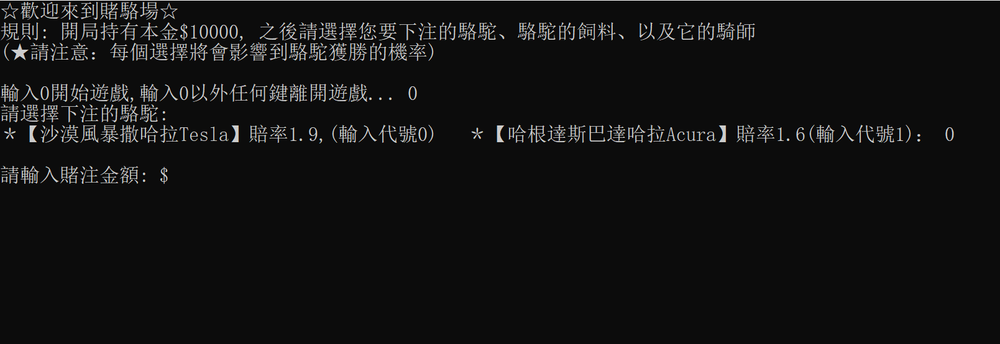 ☆歡迎來到賭駱場☆
規則: 開局持有本金$10000, 之後請選擇您要下注的駱駝、駱駝的飼料、以及它的騎師
(★請注意: 每個選擇將會影響到駱駝獲勝的機率)
輸入0開始遊戲,輸入0以外任何鍵離開遊戲... 0
請選擇下注的駱駝:
＊【沙漠風暴撒哈拉Tesla】賠率1.9,(輸入代號0)　＊【哈根達斯巴達哈拉Acura】賠率1.6(輸入代號1)： 0
請輸入賭注金額: $